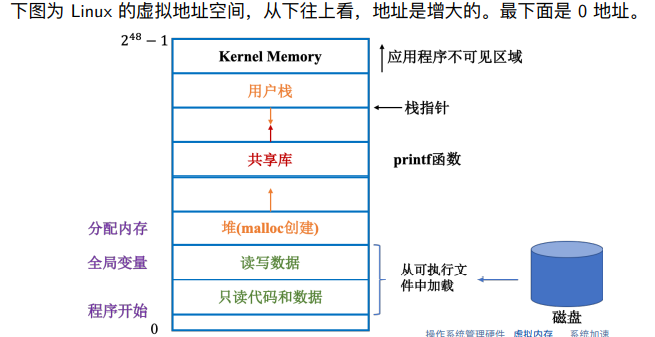 下图为 Linux 的虚拟地址空间，从下往上看，地址是增大的。最下面是 0 地址。
2^48 − 1
Kernel Memory
应用程序不可见区域
用户栈
栈指针
共享库
printf函数
分配内存
堆(malloc创建)
全局变量
读写数据
从可执行文
件中加载
只读代码和数据
程序开始
磁盘
0
操作系统管理硬件 虚拟内存 系统加速